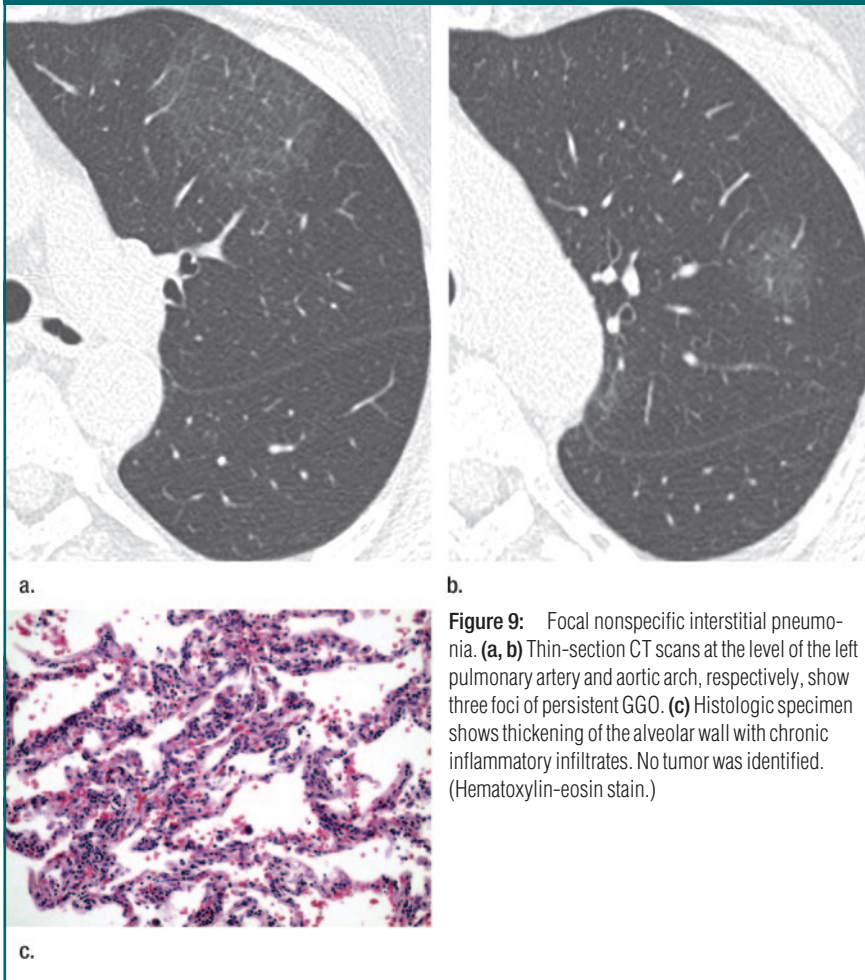 a.
b.
c.
Figure 9: Focal nonspecific interstitial pneumo-
nia. (a, b) Thin-section CT scans at the level of the left
pulmonary artery and aortic arch, respectively, show
three foci of persistent GGO. (c) Histologic specimen
shows thickening of the alveolar wall with chronic
inflammatory infiltrates. No tumor was identified.
(Hematoxylin-eosin stain.)